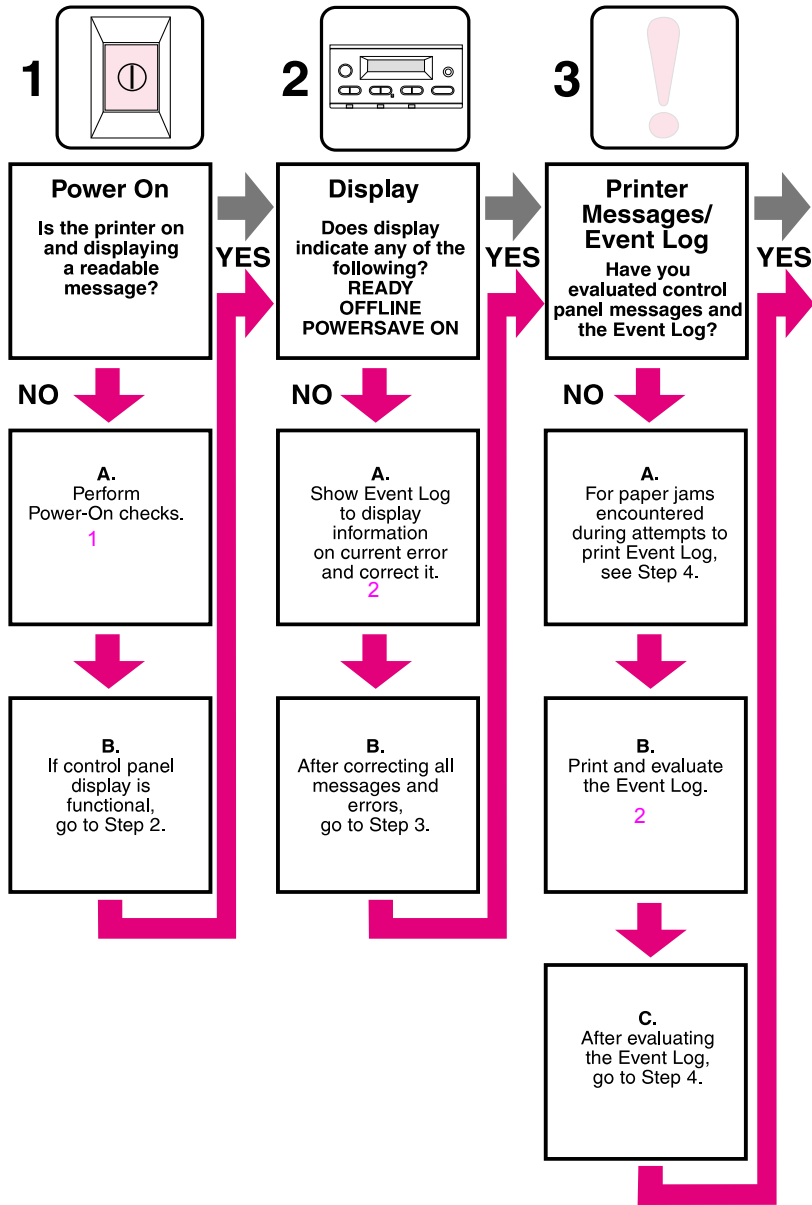 1
Power On
Is the printer on
and displaying
a readable
message?
YES
NO
A.
Perform
Power-On checks.
1
B.
If control panel
display is
functional,
go to Step 2.
2
Display
Does display
indicate any of the
following?
READY
OFFLINE
POWERSAVE ON
YES
NO
A.
Show Event Log
to display
information
on current error
and correct it.
2
B.
After correcting all
messages and
errors,
go to Step 3.
3
Printer
Messages/
Event Log
Have you
evaluated control
panel messages and
the Event Log?
YES
NO
A.
For paper jams
encountered
during attempts to
print Event Log,
see Step 4.
B.
Print and evaluate
the Event Log.
2
C.
After evaluating
the Event Log,
go to Step 4.